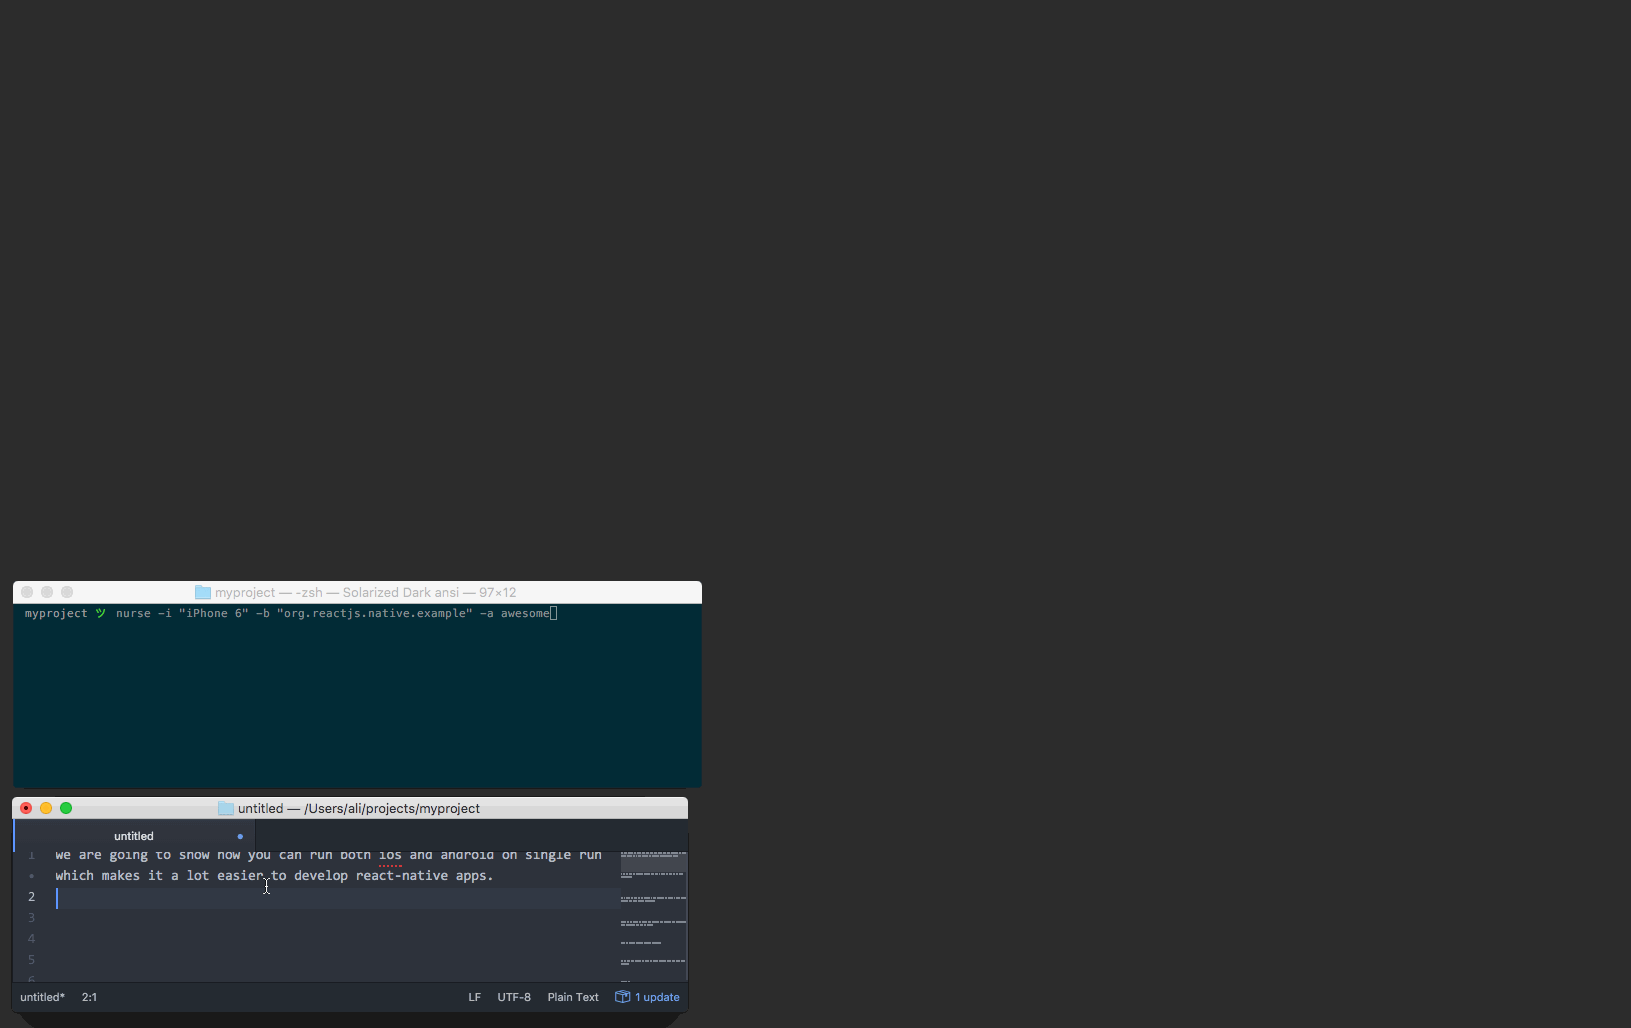 myproject — -zsh — Solarized Dark ansi — 97×12
myproject ツ nurse -i "iPhone 6" -b "org.reactjs.native.example" -a awesome
untitled — /Users/ali/projects/myproject
untitled
1 we are going to show how you can run both ios and android on single run
• which makes it a lot easier to develop react-native apps.
2
3
4
5
6
untitled* 2:1 LF UTF-8 Plain Text 1 update